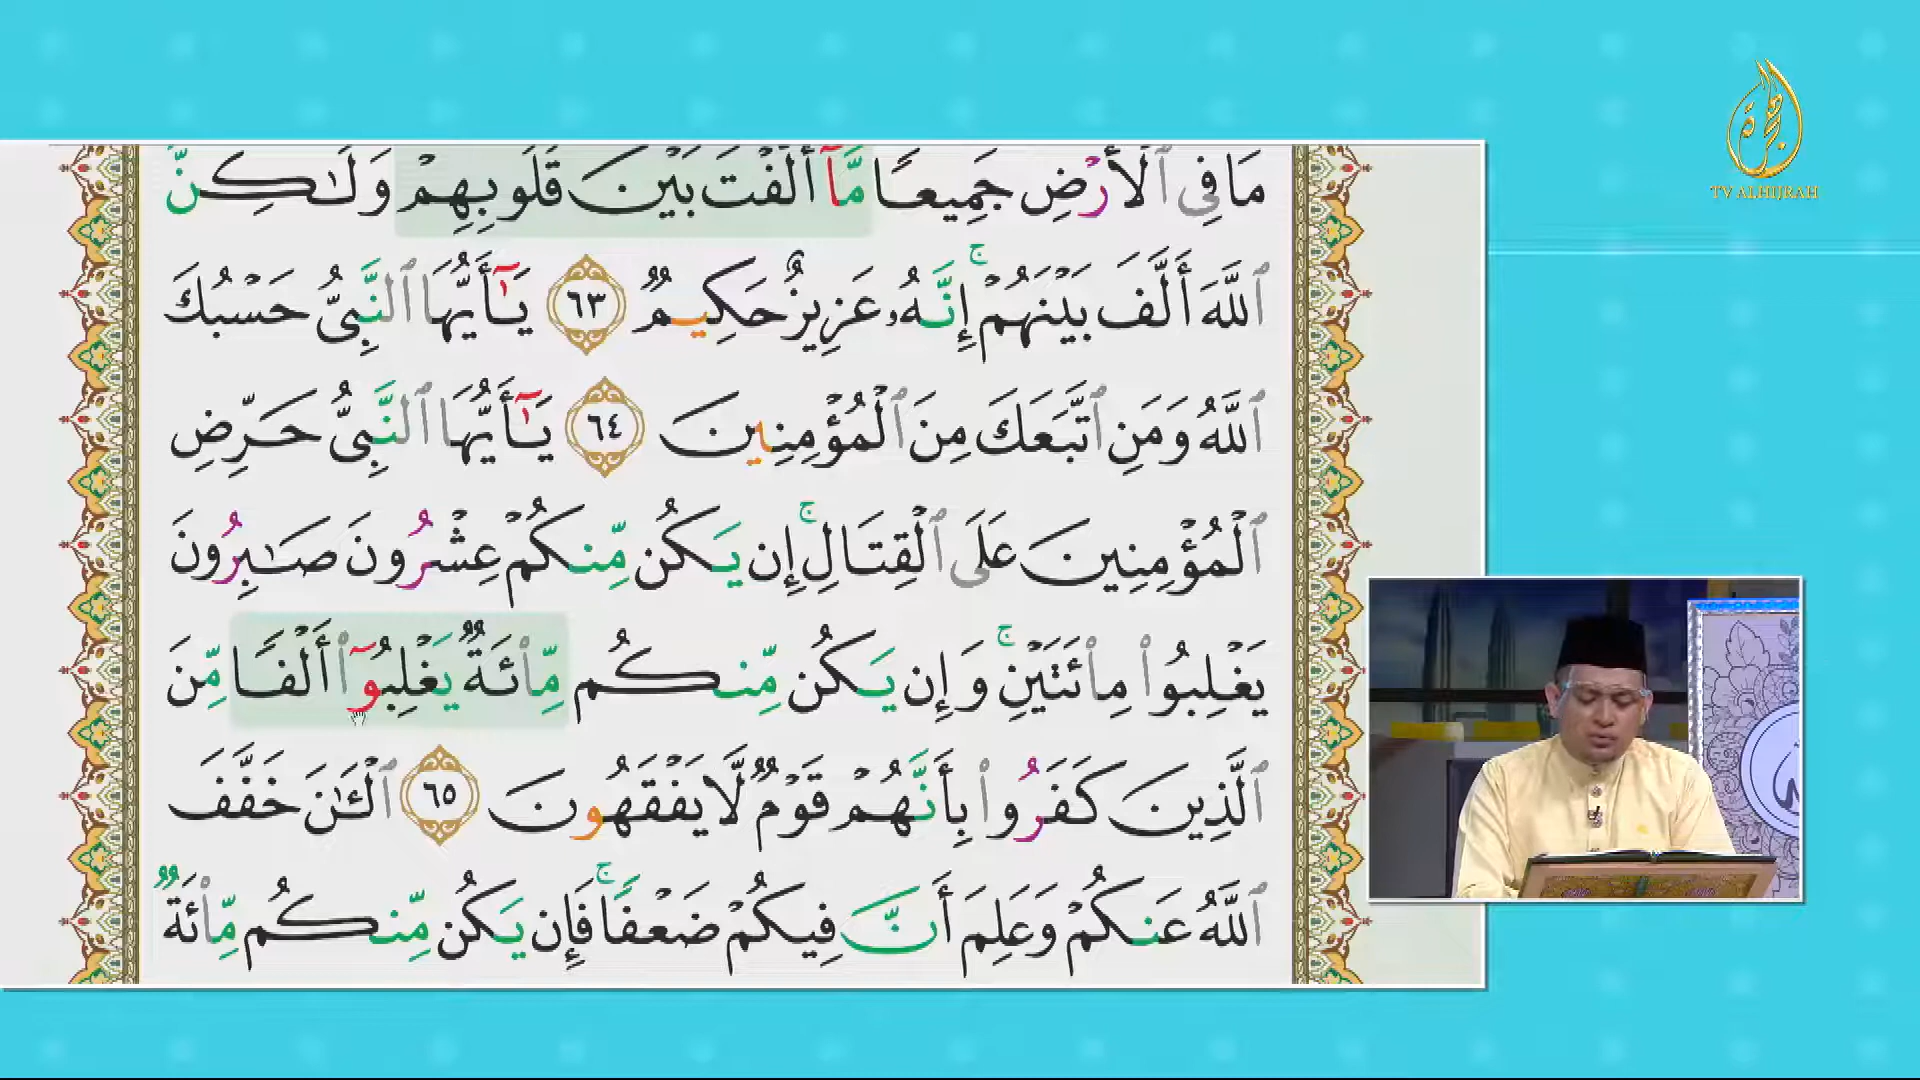 مَا فِى ٱلْأَرْضِ جَمِيعًا مَّآ أَلَّفْتَ بَيْنَ قُلُوبِهِمْ وَلَـٰكِنَّ
ٱللَّهَ أَلَّفَ بَيْنَهُمْ ۚ إِنَّهُۥ عَزِيزٌ حَكِيمٌ ٦٣ يَـٰٓأَيُّهَا ٱلنَّبِىُّ حَسْبُكَ
ٱللَّهُ وَمَنِ ٱتَّبَعَكَ مِنَ ٱلْمُؤْمِنِينَ ٦٤ يَـٰٓأَيُّهَا ٱلنَّبِىُّ حَرِّضِ
ٱلْمُؤْمِنِينَ عَلَى ٱلْقِتَالِ ۚ إِن يَكُن مِّنكُمْ عِشْرُونَ صَـٰبِرُونَ
يَغْلِبُوا۟ مِا۟ئَتَيْنِ ۚ وَإِن يَكُن مِّنكُم مِّا۟ئَةٌ يَغْلِبُوٓا۟ أَلْفًا مِّنَ
ٱلَّذِينَ كَفَرُوا۟ بِأَنَّهُمْ قَوْمٌ لَّا يَفْقَهُونَ ٦٥ ٱلْـَٔـٰنَ خَفَّفَ
ٱللَّهُ عَنكُمْ وَعَلِمَ أَنَّ فِيكُمْ ضَعْفًا ۚ فَإِن يَكُن مِّنكُم مِّا۟ئَةٌ
TV ALHIJRAH